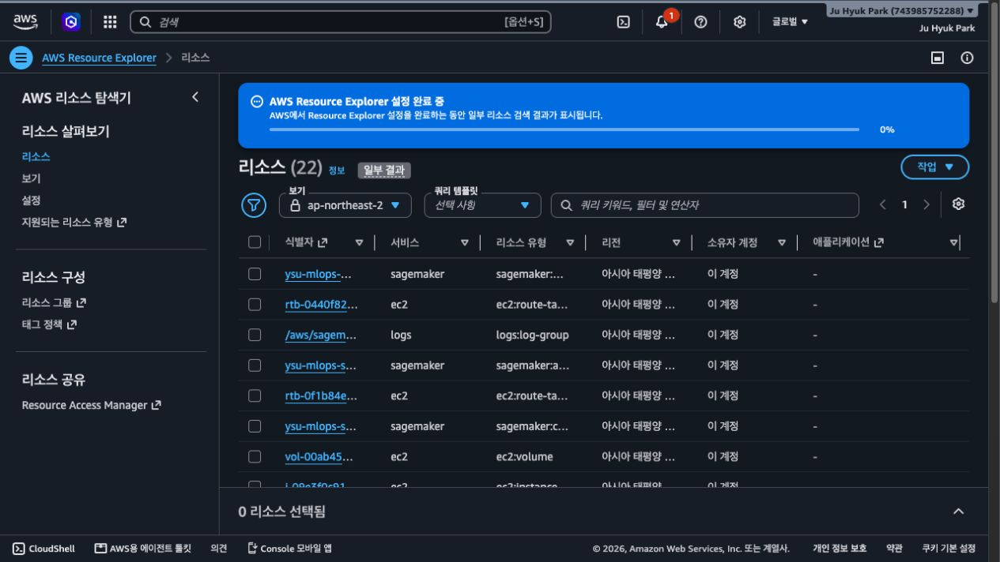 aws
검색
[옵션+S]
1
글로벌
Ju Hyuk Park (743985752288)
Ju Hyuk Park
AWS Resource Explorer
리소스
AWS 리소스 탐색기
리소스 살펴보기
리소스
보기
설정
지원되는 리소스 유형
리소스 구성
리소스 그룹
태그 정책
리소스 공유
Resource Access Manager
AWS Resource Explorer 설정 완료 중
AWS에서 Resource Explorer 설정을 완료하는 동안 일부 리소스 검색 결과가 표시됩니다.
0%
리소스 (22) 정보 일부 결과
작업
보기
ap-northeast-2
쿼리 템플릿
선택 사항
쿼리 키워드, 필터 및 연산자
1
식별자 서비스 리소스 유형 리전 소유자 계정 애플리케이션
ysu-mlops-... sagemaker sagemaker:... 아시아 태평양 ... 이 계정 -
rtb-0440f82... ec2 ec2:route-ta... 아시아 태평양 ... 이 계정 -
/aws/sagem... logs logs:log-group 아시아 태평양 ... 이 계정 -
ysu-mlops-s... sagemaker sagemaker:a... 아시아 태평양 ... 이 계정 -
rtb-0f1b84e... ec2 ec2:route-ta... 아시아 태평양 ... 이 계정 -
ysu-mlops-s... sagemaker sagemaker:c... 아시아 태평양 ... 이 계정 -
vol-00ab45... ec2 ec2:volume 아시아 태평양 ... 이 계정 -
i-09e3f0c91... ec2 ec2:instance 아시아 태평양 ... 이 계정 -
0 리소스 선택됨
CloudShell AWS용 에이전트 툴킷 의견 Console 모바일 앱
© 2026, Amazon Web Services, Inc. 또는 계열사. 개인 정보 보호 약관 쿠키 기본 설정